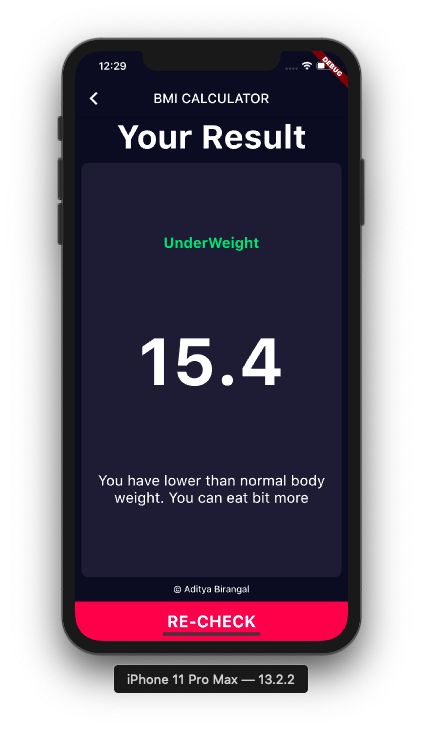 12:29
DEBUG
BMI CALCULATOR
Your Result
UnderWeight
15.4
You have lower than normal body
weight. You can eat bit more
© Aditya Birangal
RE-CHECK
iPhone 11 Pro Max — 13.2.2